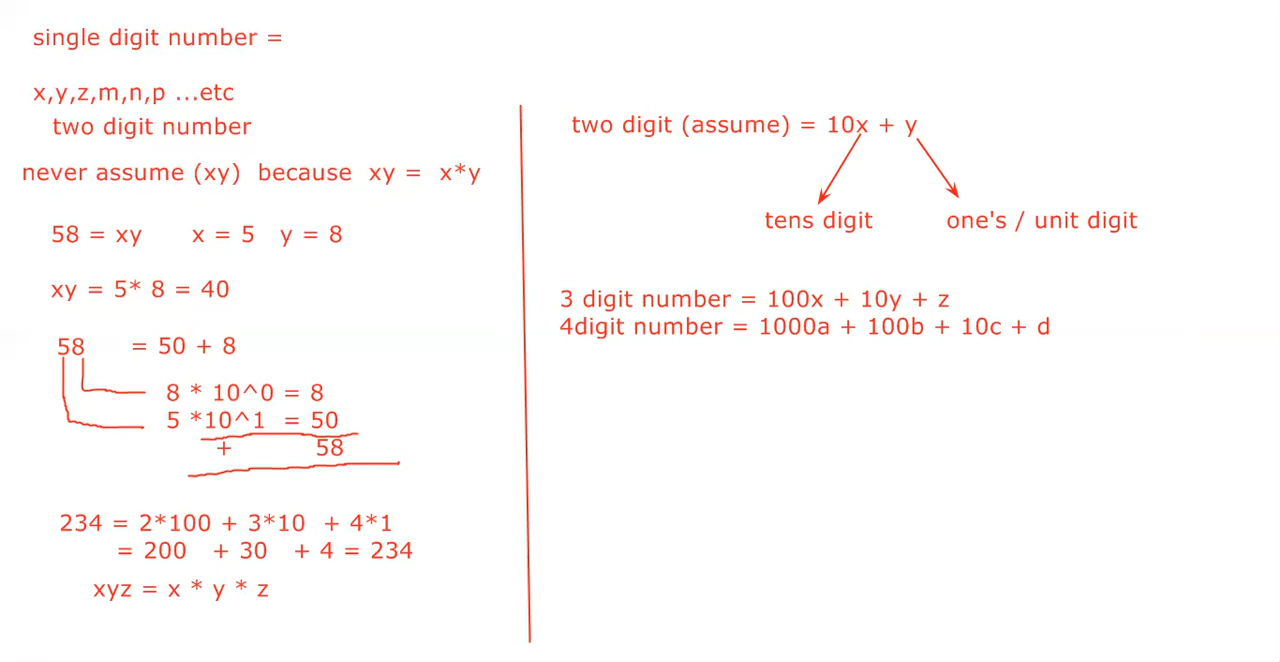 single digit number =
x,y,z,m,n,p ...etc
two digit number
never assume (xy)  because  xy =  x*y
58 = xy   x = 5   y = 8
xy = 5* 8 = 40
58   = 50 + 8
8 * 10^0 = 8
5 *10^1  = 50
+   58
234 = 2*100 + 3*10  + 4*1
= 200  + 30  + 4 = 234
xyz = x * y * z
two digit (assume) = 10x + y
tens digit   one's / unit digit
3 digit number = 100x + 10y + z
4digit number = 1000a + 100b + 10c + d